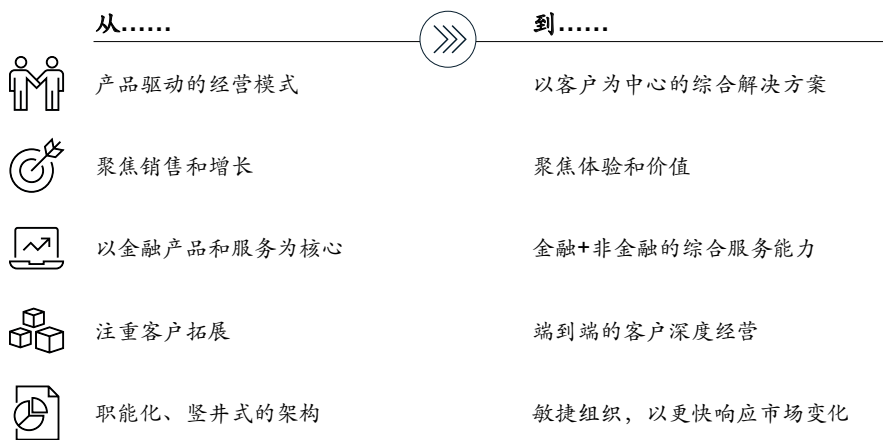 从…… 到……
产品驱动的经营模式 以客户为中心的综合解决方案
聚焦销售和增长 聚焦体验和价值
以金融产品和服务为核心 金融+非金融的综合服务能力
注重客户拓展 端到端的客户深度经营
职能化、竖井式的架构 敏捷组织，以更快响应市场变化